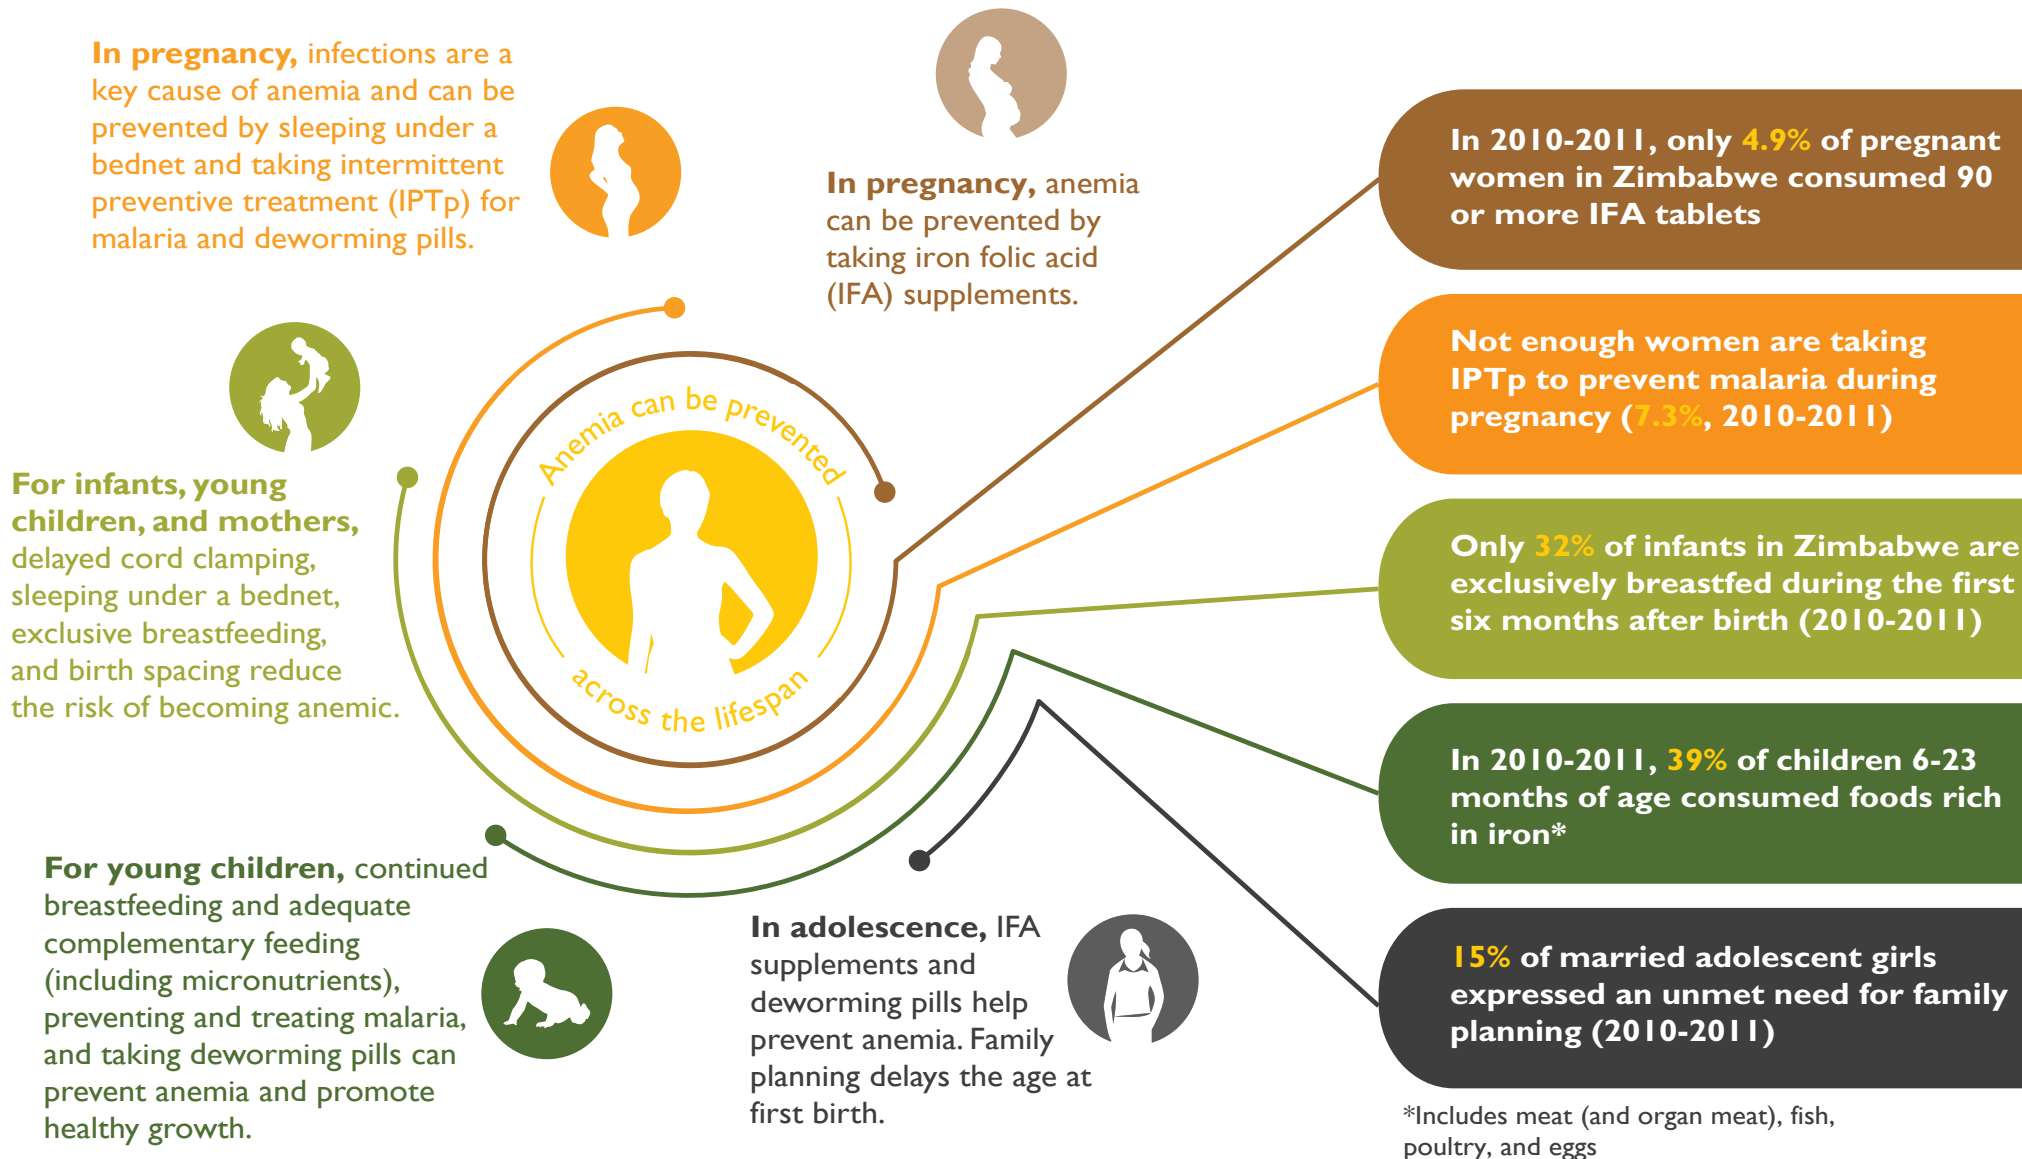 In pregnancy, infections are a
key cause of anemia and can be
prevented by sleeping under a
bednet and taking intermittent
preventive treatment (IPTp) for
malaria and deworming pills.
In pregnancy, anemia
can be prevented by
taking iron folic acid
(IFA) supplements.
For infants, young
children, and mothers,
delayed cord clamping,
sleeping under a bednet,
exclusive breastfeeding,
and birth spacing reduce
the risk of becoming anemic.
Anemia can be prevented
across the lifespan
For young children, continued
breastfeeding and adequate
complementary feeding
(including micronutrients),
preventing and treating malaria,
and taking deworming pills can
prevent anemia and promote
healthy growth.
In adolescence, IFA
supplements and
deworming pills help
prevent anemia. Family
planning delays the age at
first birth.
In 2010-2011, only 4.9% of pregnant
women in Zimbabwe consumed 90
or more IFA tablets
Not enough women are taking
IPTp to prevent malaria during
pregnancy (7.3%, 2010-2011)
Only 32% of infants in Zimbabwe are
exclusively breastfed during the first
six months after birth (2010-2011)
In 2010-2011, 39% of children 6-23
months of age consumed foods rich
in iron*
15% of married adolescent girls
expressed an unmet need for family
planning (2010-2011)
*Includes meat (and organ meat), fish,
poultry, and eggs